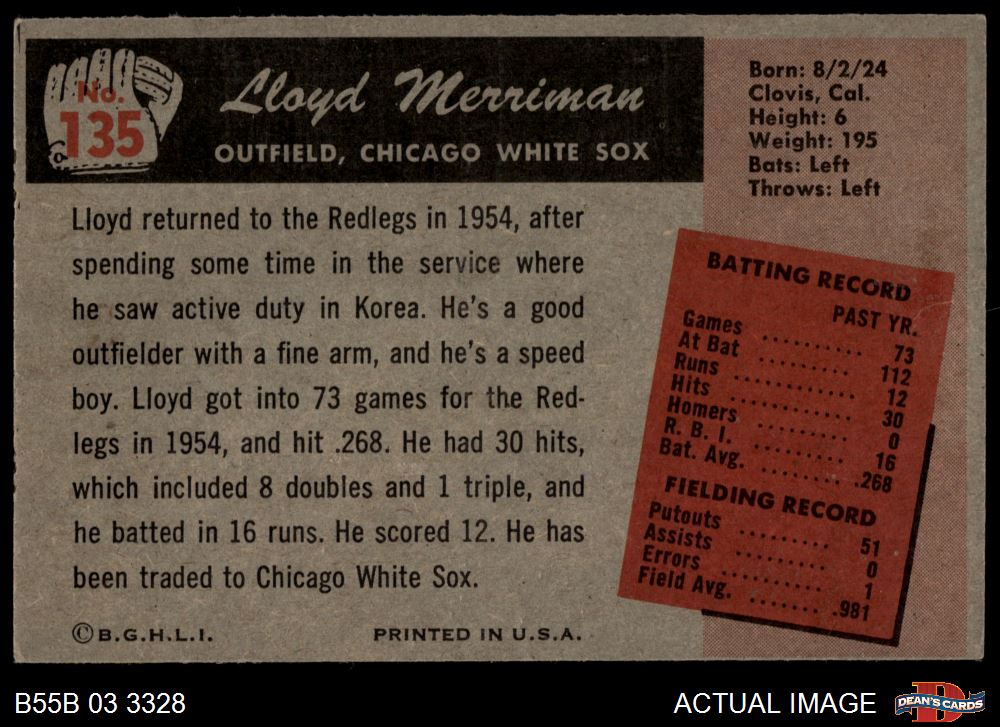 No.
135
Lloyd Merriman
OUTFIELD, CHICAGO WHITE SOX
Born: 8/2/24
Clovis, Cal.
Height: 6
Weight: 195
Bats: Left
Throws: Left
Lloyd returned to the Redlegs in 1954, after
spending some time in the service where
he saw active duty in Korea. He's a good
outfielder with a fine arm, and he's a speed
boy. Lloyd got into 73 games for the Red-
legs in 1954, and hit .268. He had 30 hits,
which included 8 doubles and 1 triple, and
he batted in 16 runs. He scored 12. He has
been traded to Chicago White Sox.
BATTING RECORD
PAST YR.
Games .......... 73
At Bat .......... 112
Runs .......... 12
Hits .......... 30
Homers .......... 0
R. B. I. .......... 16
Bat. Avg. ........ .268
FIELDING RECORD
Putouts ......... 51
Assists ......... 0
Errors .......... 1
Field Avg. ....... .981
©B.G.H.L.I.
PRINTED IN U.S.A.
B55B 03 3328
ACTUAL IMAGE
D
DEAN'S CARDS